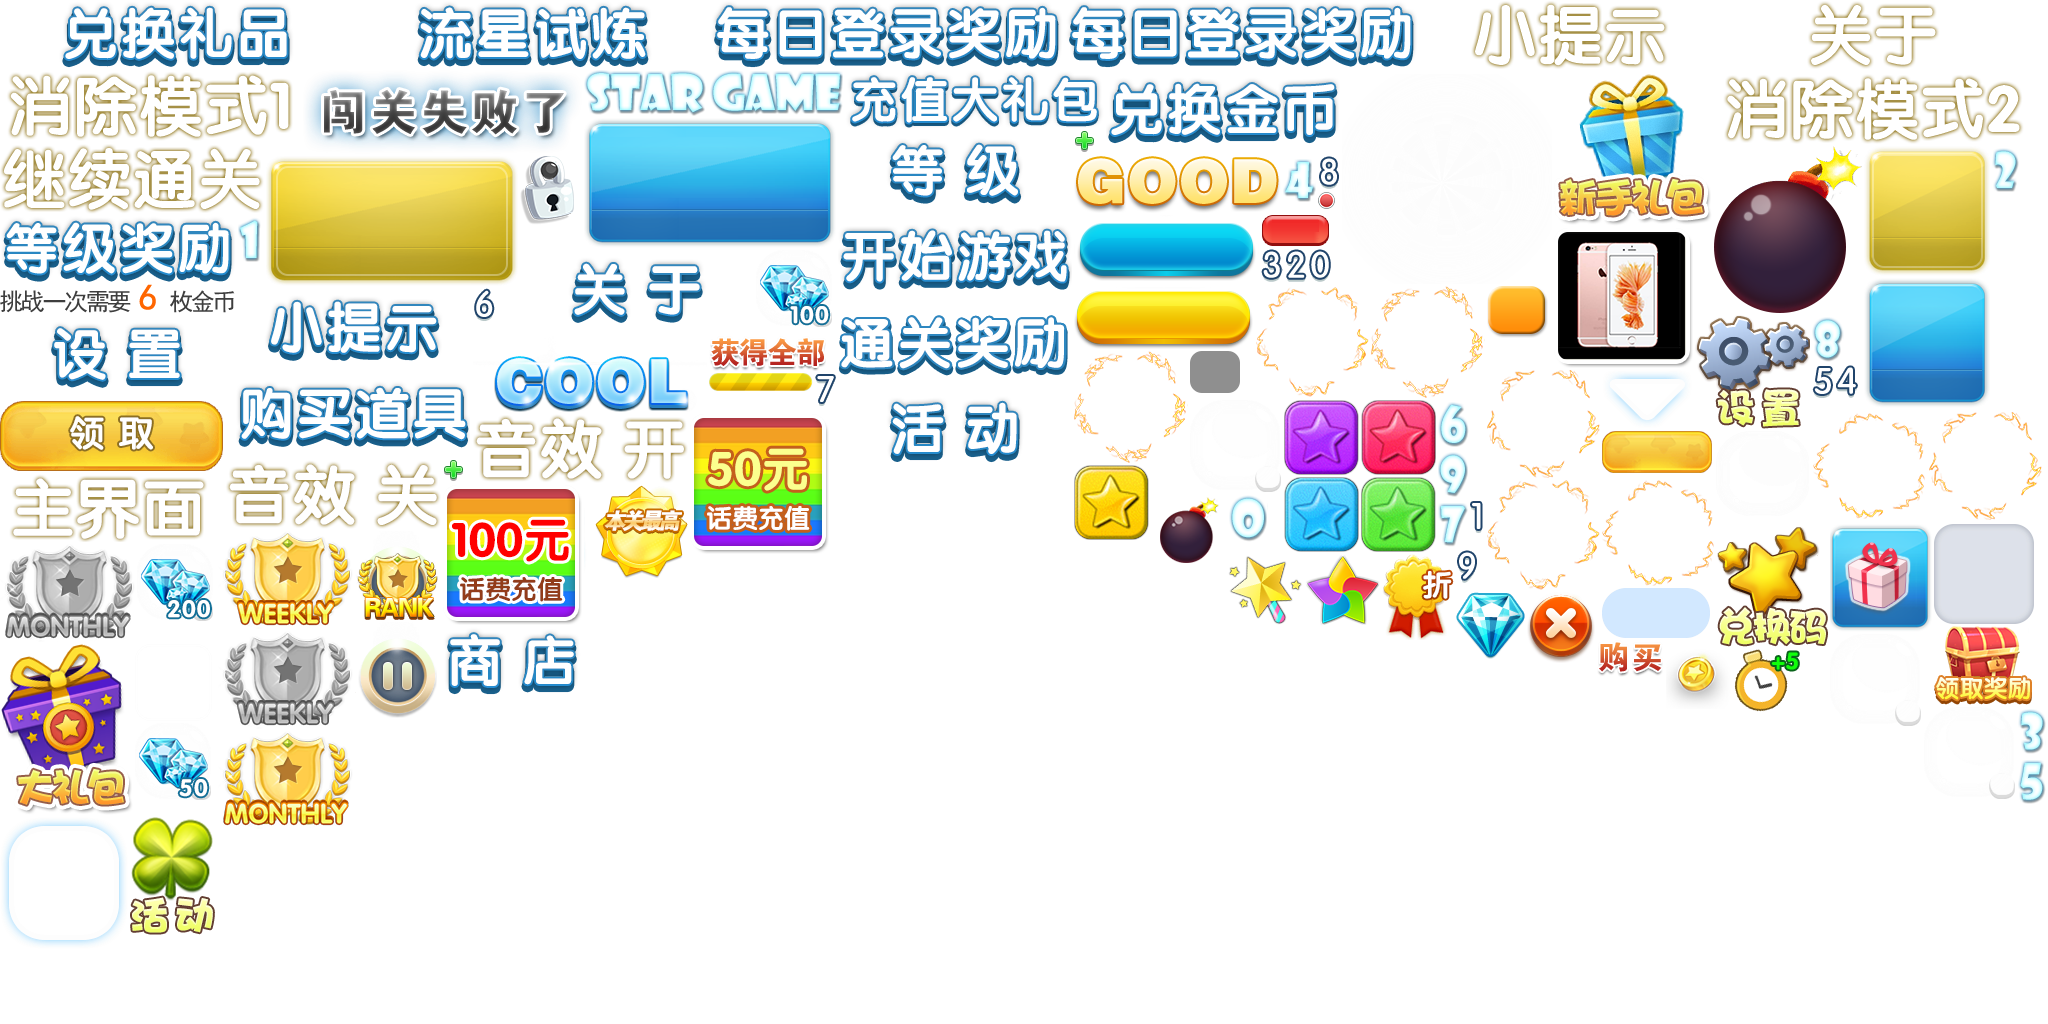 兑换礼品
流星试炼
每日登录奖励
每日登录奖励
小提示
关于
消除模式1
闯关失败了
STAR GAME
充值大礼包
兑换金币
消除模式2
继续通关
等 级
GOOD
4
8
新手礼包
2
等级奖励
1
开始游戏
320
挑战一次需要 6 枚金币
小提示
6
关 于
100
设 置
COOL
获得全部
7
通关奖励
8
54
设置
领 取
购买道具
音效 开
50元
话费充值
活 动
6
9
7
1
0
主界面
音效 关
100元
话费充值
本关最高
MONTHLY
200
WEEKLY
RANK
折
9
购买
兑换码
+5
领取奖励
商 店
WEEKLY
大礼包
50
MONTHLY
3
5
活动